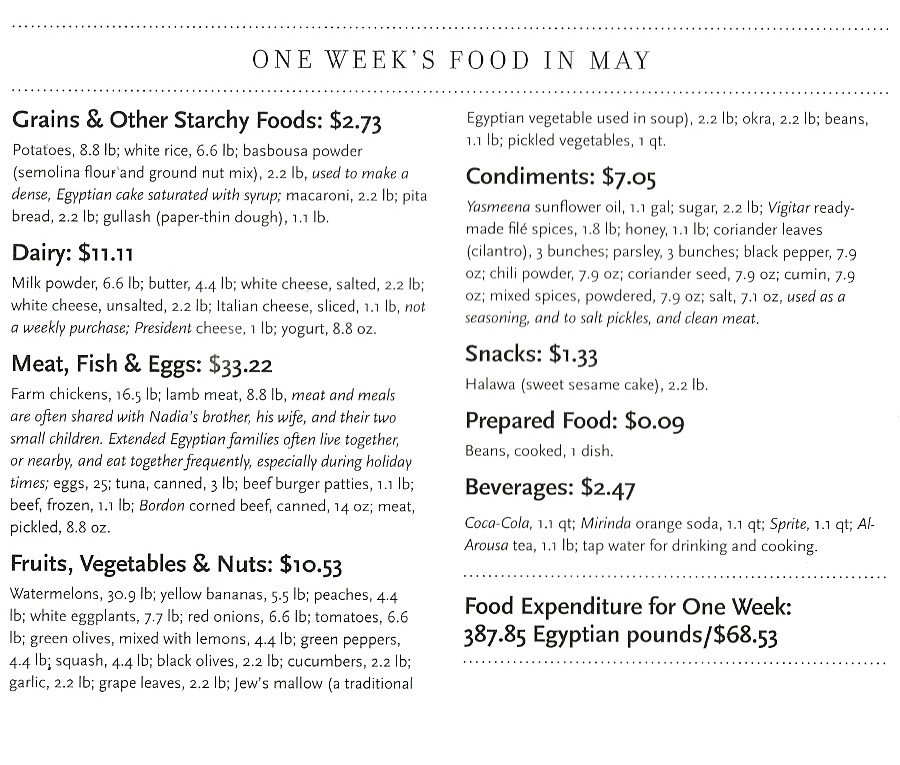 ONE WEEK'S FOOD IN MAY
Grains & Other Starchy Foods: $2.73
Potatoes, 8.8 lb; white rice, 6.6 lb; basbousa powder
(semolina flour and ground nut mix), 2.2 lb, used to make a
dense, Egyptian cake saturated with syrup; macaroni, 2.2 lb; pita
bread, 2.2 lb; gullash (paper-thin dough), 1.1 lb.
Dairy: $11.11
Milk powder, 6.6 lb; butter, 4.4 lb; white cheese, salted, 2.2 lb;
white cheese, unsalted, 2.2 lb; Italian cheese, sliced, 1.1 lb, not
a weekly purchase; President cheese, 1 lb; yogurt, 8.8 oz.
Meat, Fish & Eggs: $33.22
Farm chickens, 16.5 lb; lamb meat, 8.8 lb, meat and meals
are often shared with Nadia's brother, his wife, and their two
small children. Extended Egyptian families often live together,
or nearby, and eat together frequently, especially during holiday
times; eggs, 25; tuna, canned, 3 lb; beef burger patties, 1.1 lb;
beef, frozen, 1.1 lb; Bordon corned beef, canned, 14 oz; meat,
pickled, 8.8 oz.
Fruits, Vegetables & Nuts: $10.53
Watermelons, 30.9 lb; yellow bananas, 5.5 lb; peaches, 4.4
lb; white eggplants, 7.7 lb; red onions, 6.6 lb; tomatoes, 6.6
lb; green olives, mixed with lemons, 4.4 lb; green peppers,
4.4 lb; squash, 4.4 lb; black olives, 2.2 lb; cucumbers, 2.2 lb;
garlic, 2.2 lb; grape leaves, 2.2 lb; Jew's mallow (a traditional
Egyptian vegetable used in soup), 2.2 lb; okra, 2.2 lb; beans,
1.1 lb; pickled vegetables, 1 qt.
Condiments: $7.05
Yasmeena sunflower oil, 1.1 gal; sugar, 2.2 lb; Vigitar ready-
made filé spices, 1.8 lb; honey, 1.1 lb; coriander leaves
(cilantro), 3 bunches; parsley, 3 bunches; black pepper, 7.9
oz; chili powder, 7.9 oz; coriander seed, 7.9 oz; cumin, 7.9
oz; mixed spices, powdered, 7.9 oz; salt, 7.1 oz, used as a
seasoning, and to salt pickles, and clean meat.
Snacks: $1.33
Halawa (sweet sesame cake), 2.2 lb.
Prepared Food: $0.09
Beans, cooked, 1 dish.
Beverages: $2.47
Coca-Cola, 1.1 qt; Mirinda orange soda, 1.1 qt; Sprite, 1.1 qt; Al-
Arousa tea, 1.1 lb; tap water for drinking and cooking.
Food Expenditure for One Week:
387.85 Egyptian pounds/$68.53